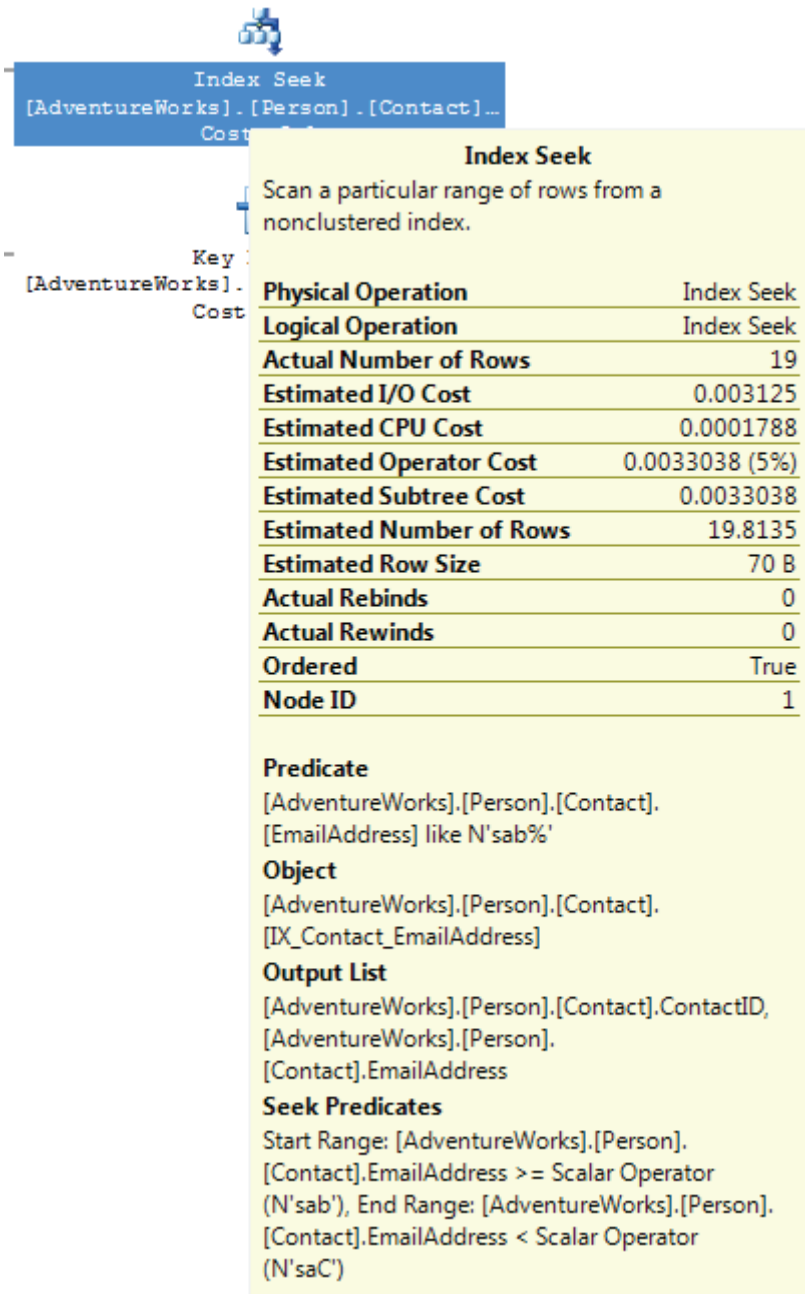 Index Seek
[AdventureWorks].[Person].[Contact]…
Cost
Key
[AdventureWorks].
Cost
Index Seek
Scan a particular range of rows from a
nonclustered index.
Physical Operation Index Seek
Logical Operation Index Seek
Actual Number of Rows 19
Estimated I/O Cost 0.003125
Estimated CPU Cost 0.0001788
Estimated Operator Cost 0.0033038 (5%)
Estimated Subtree Cost 0.0033038
Estimated Number of Rows 19.8135
Estimated Row Size 70 B
Actual Rebinds 0
Actual Rewinds 0
Ordered True
Node ID 1
Predicate
[AdventureWorks].[Person].[Contact].
[EmailAddress] like N'sab%'
Object
[AdventureWorks].[Person].[Contact].
[IX_Contact_EmailAddress]
Output List
[AdventureWorks].[Person].[Contact].ContactID,
[AdventureWorks].[Person].
[Contact].EmailAddress
Seek Predicates
Start Range: [AdventureWorks].[Person].
[Contact].EmailAddress >= Scalar Operator
(N'sab'), End Range: [AdventureWorks].[Person].
[Contact].EmailAddress < Scalar Operator
(N'saC')